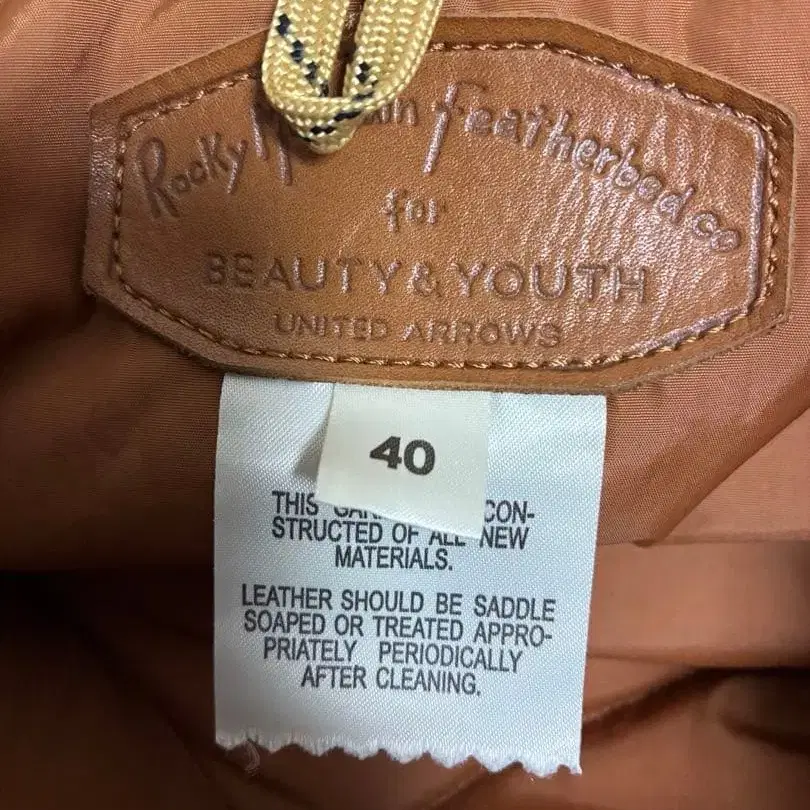 Rocky Featherbed co
for
BEAUTY & YOUTH
UNITED ARROWS
40
THIS CON-
STRUCTED OF ALL NEW
MATERIALS.
LEATHER SHOULD BE SADDLE
SOAPED OR TREATED APPRO-
PRIATELY PERIODICALLY
AFTER CLEANING.